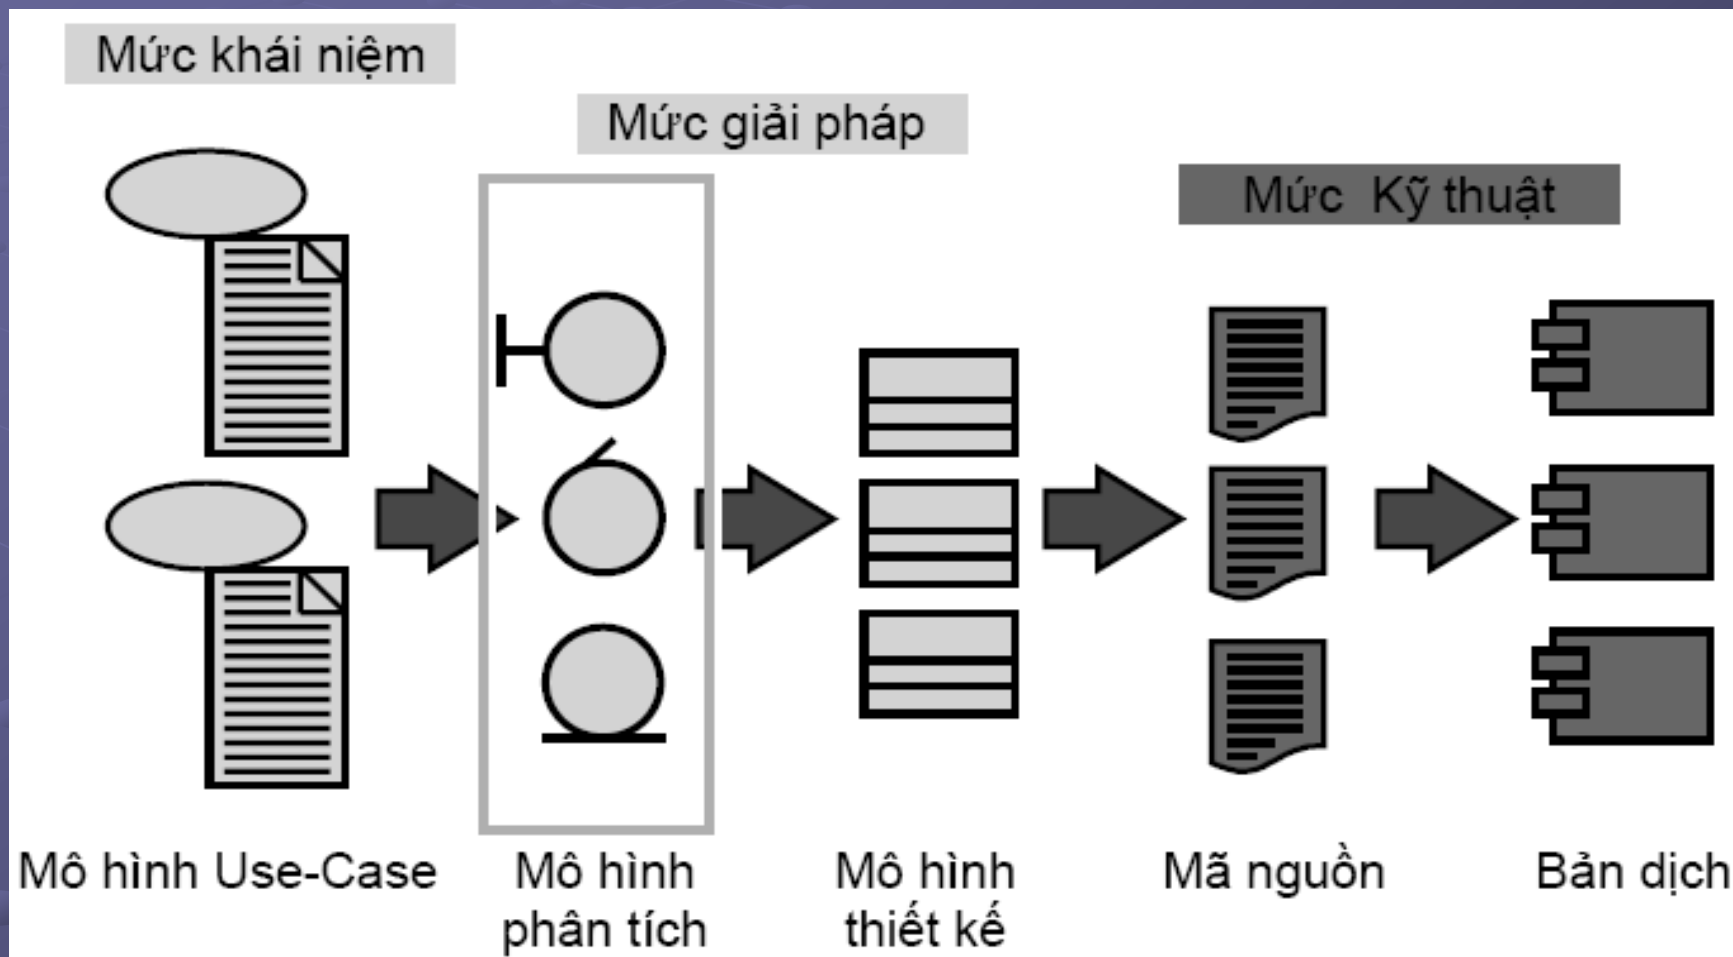 Mức khái niệm
Mức giải pháp
Mức Kỹ thuật
Mô hình Use-Case
Mô hình
phân tích
Mô hình
thiết kế
Mã nguồn
Bản dịch